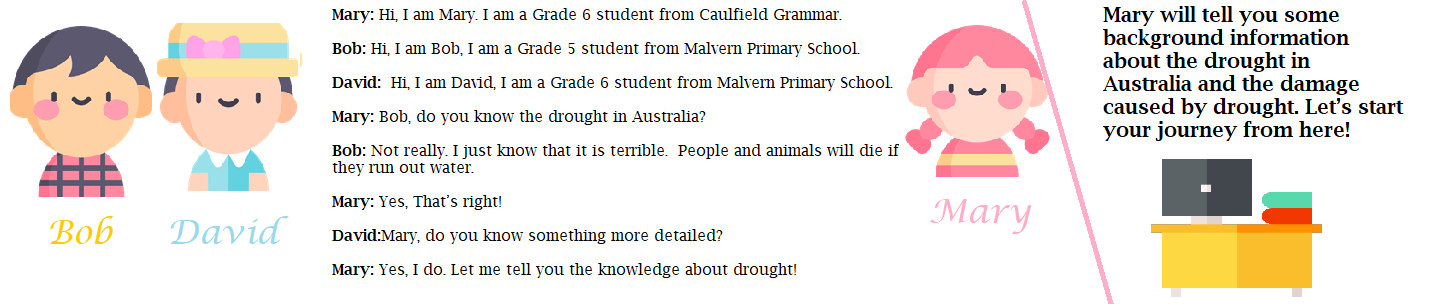 Mary: Hi, I am Mary. I am a Grade 6 student from Caulfield Grammar.
Bob: Hi, I am Bob, I am a Grade 5 student from Malvern Primary School.
David:  Hi, I am David, I am a Grade 6 student from Malvern Primary School.
Mary: Bob, do you know the drought in Australia?
Bob: Not really. I just know that it is terrible.  People and animals will die if
they run out water.
Mary: Yes, That’s right!
David:Mary, do you know something more detailed?
Mary: Yes, I do. Let me tell you the knowledge about drought!
Bob
David
Mary
Mary will tell you some
background information
about the drought in
Australia and the damage
caused by drought. Let’s start
your journey from here!